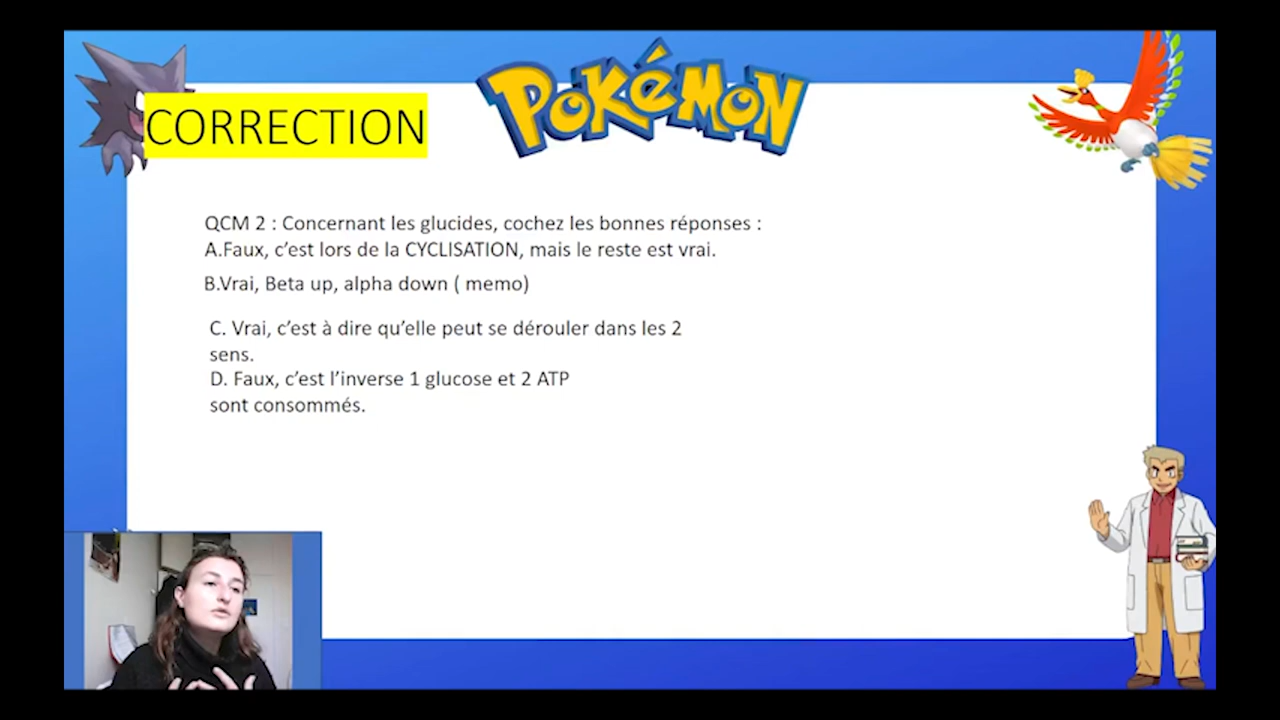 POKéMON
CORRECTION
QCM 2 : Concernant les glucides, cochez les bonnes réponses :
A.Faux, c’est lors de la CYCLISATION, mais le reste est vrai.
B.Vrai, Beta up, alpha down ( memo)
C. Vrai, c’est à dire qu’elle peut se dérouler dans les 2
sens.
D. Faux, c’est l’inverse 1 glucose et 2 ATP
sont consommés.